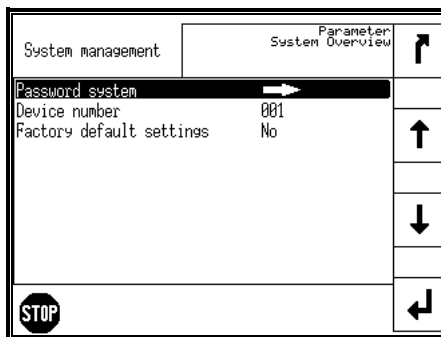 System management
Parameter
System Overview
Password system
Device number 001
Factory default settings No
STOP